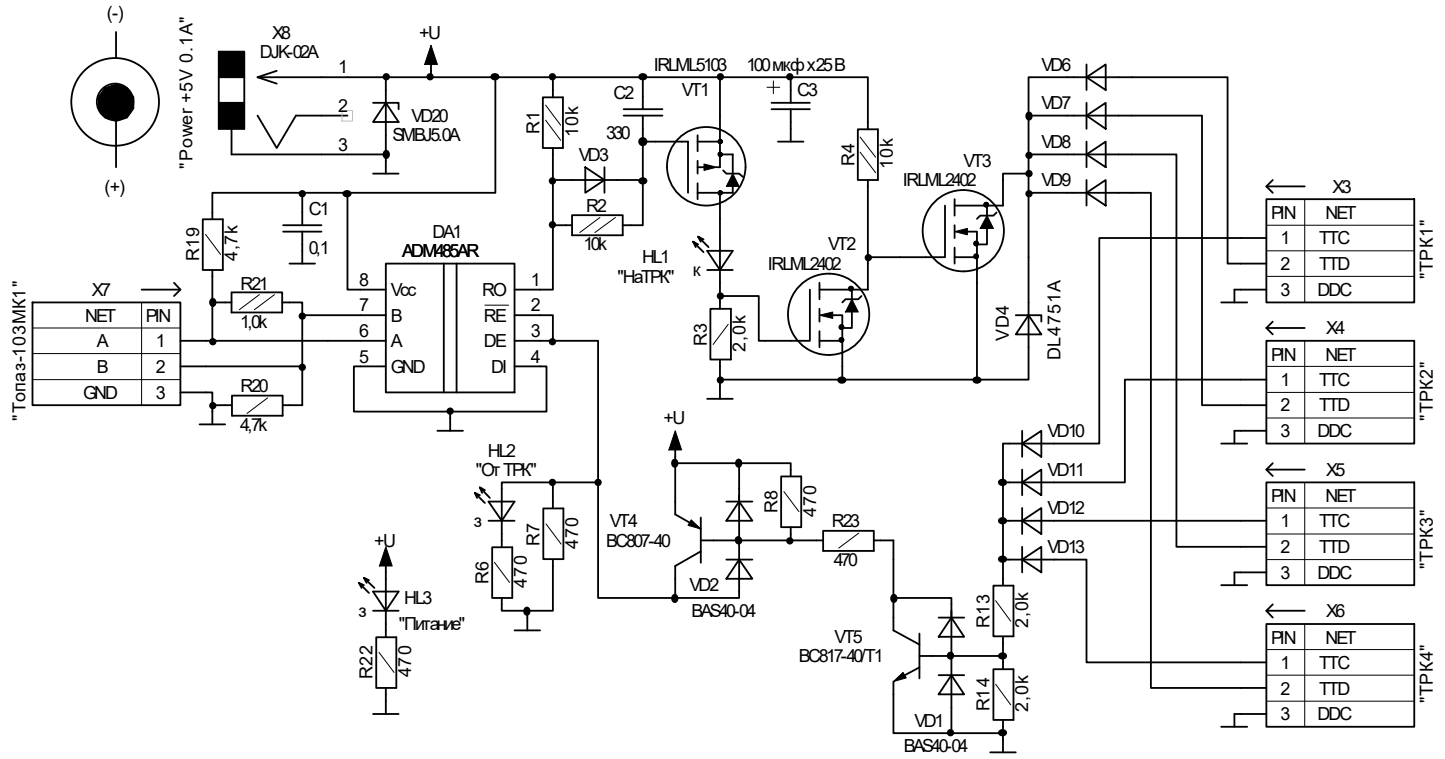 (-)
(+)
"Power +5V 0.1A"
X8
DJK-02A
1
2
3
+U
VD20
SMBJ5.0A
R1
10k
C2
330
VD3
R2
10k
IRLML5103
VT1
100 мкф x 25 В
+
C3
R4
10k
VT3
IRLML2402
VT2
IRLML2402
HL1
"НаТРК"
К
R3
2,0k
VD4
DL4751A
VD6
VD7
VD8
VD9
R19
4,7k
C1
0,1
R21
1,0k
R20
4,7k
DA1
ADM485AR
8 Vcc RO 1
7 B RE 2
6 A DE 3
5 GND DI 4
"Топаз-103МК1"
X7
NET PIN
A 1
B 2
GND 3
HL2
"От ТРК"
З
R6
470
R7
470
+U
HL3
"Питание"
З
R22
470
+U
VT4
BC807-40
VD2
BAS40-04
R8
470
R23
470
VT5
BC817-40/T1
VD1
BAS40-04
R13
2,0k
R14
2,0k
VD10
VD11
VD12
VD13
X3
PIN NET
1 TTC
2 TTD
3 DDC
"ТРК1"
X4
PIN NET
1 TTC
2 TTD
3 DDC
"ТРК2"
X5
PIN NET
1 TTC
2 TTD
3 DDC
"ТРК3"
X6
PIN NET
1 TTC
2 TTD
3 DDC
"ТРК4"